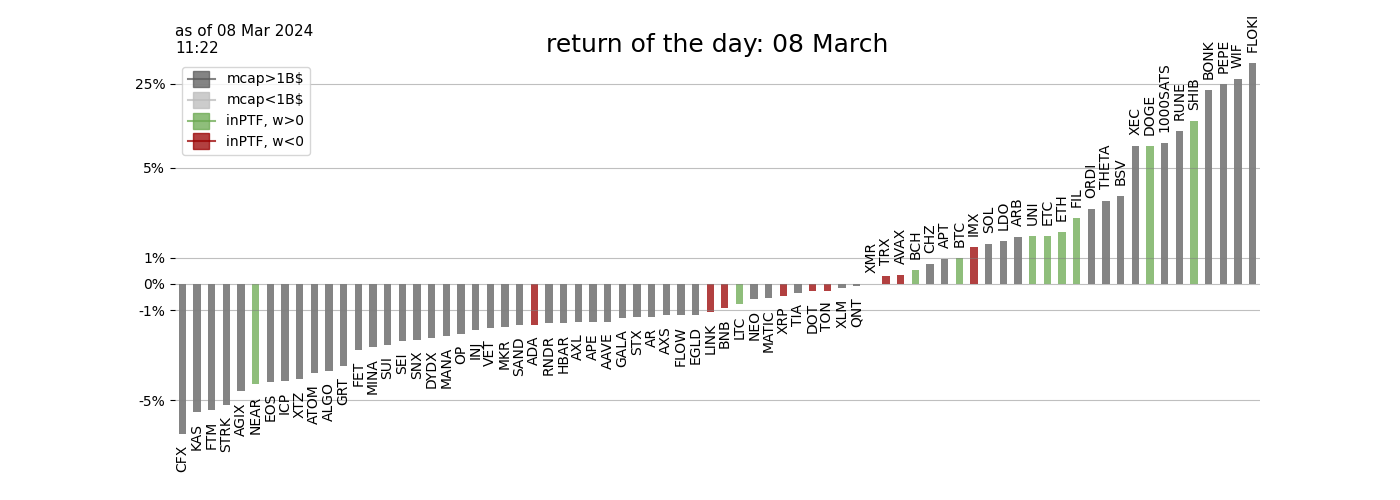 as of 08 Mar 2024
11:22
return of the day: 08 March
mcap>1B$
mcap<1B$
inPTF, w>0
inPTF, w<0
25%
5%
1%
0%
-1%
-5%
CFX
KAS
FTM
STRK
AGIX
NEAR
EOS
ICP
XTZ
ATOM
ALGO
GRT
FET
MINA
SUI
SEI
SNX
DYDX
MANA
OP
INJ
VET
MKR
SAND
ADA
RNDR
HBAR
AXL
APE
AAVE
GALA
STX
AR
AXS
FLOW
EGLD
LINK
BNB
LTC
NEO
MATIC
XRP
TIA
DOT
TON
XLM
QNT
XMR
TRX
AVAX
BCH
CHZ
APT
BTC
IMX
SOL
LDO
ARB
UNI
ETC
ETH
FIL
ORDI
THETA
BSV
XEC
DOGE
1000SATS
RUNE
SHIB
BONK
PEPE
WIF
FLOKI